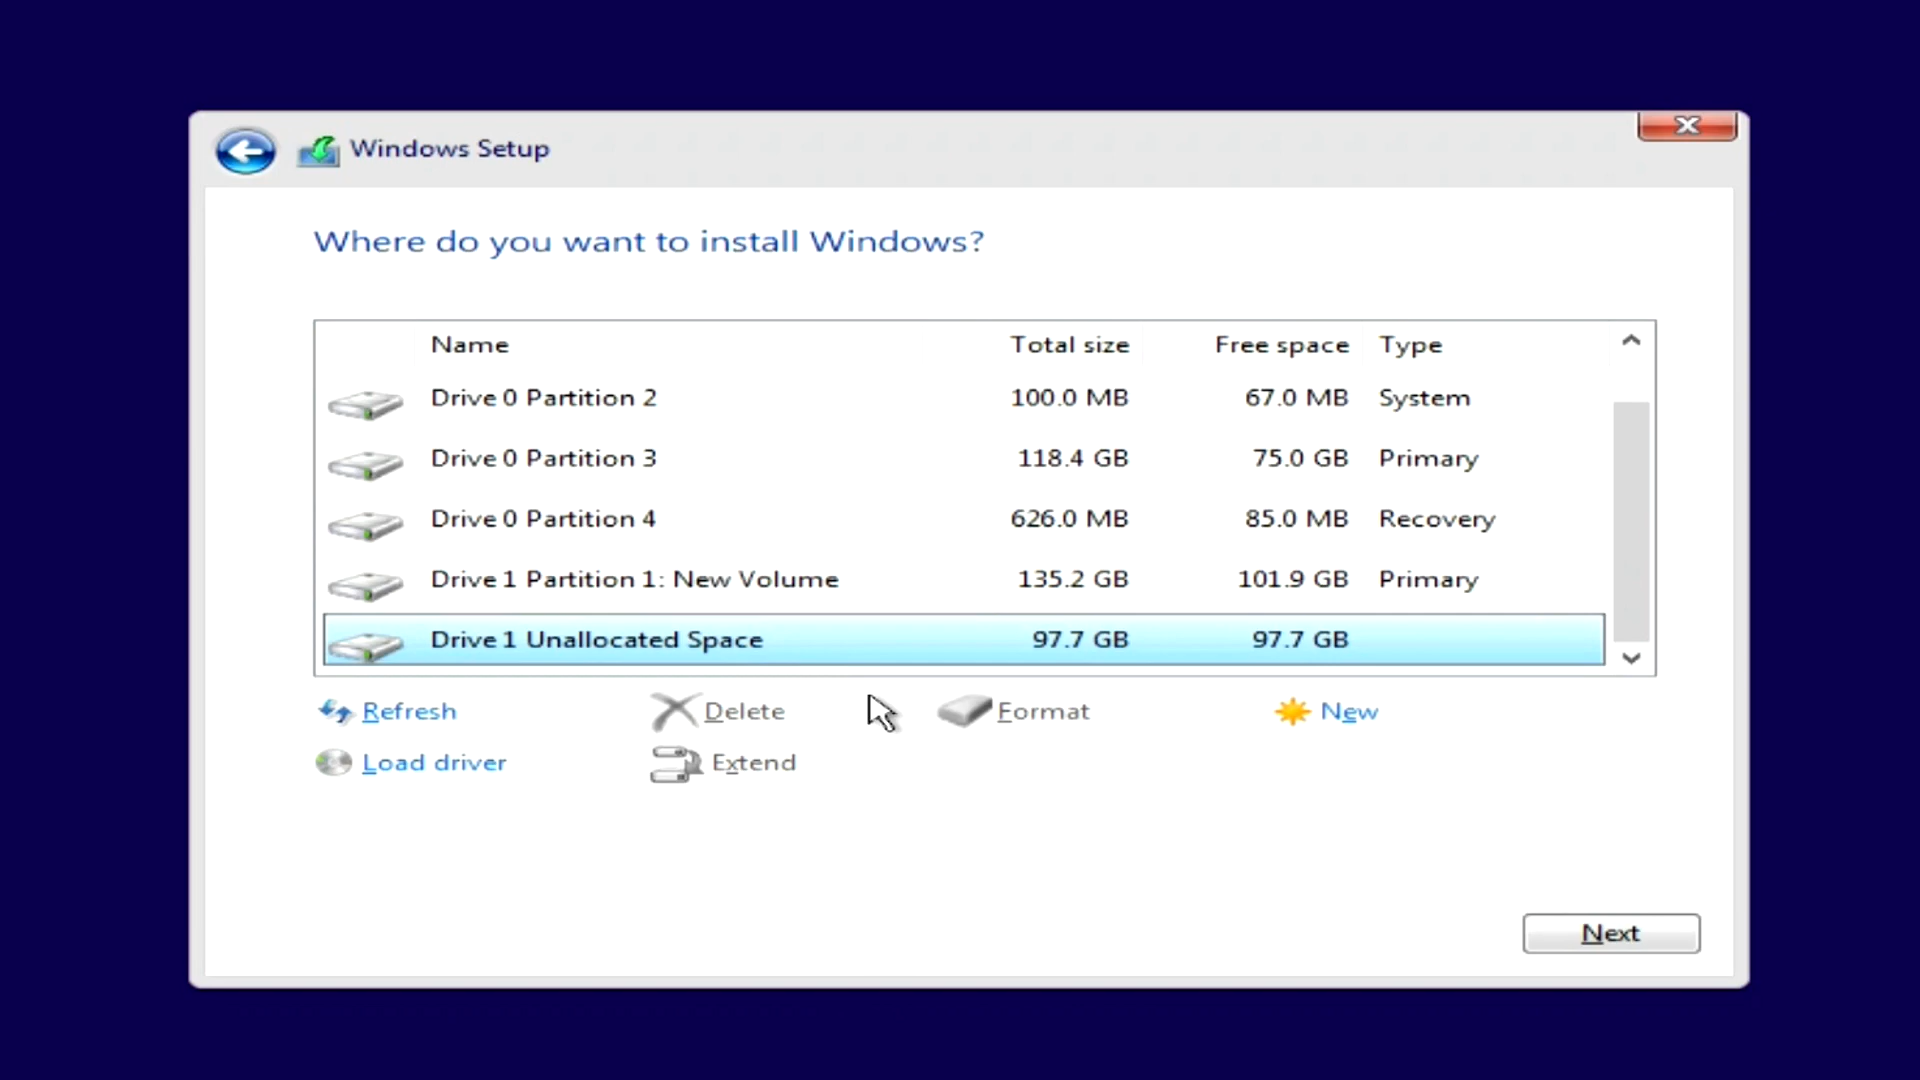 Windows Setup
Where do you want to install Windows?
Name Total size Free space Type
Drive 0 Partition 2 100.0 MB 67.0 MB System
Drive 0 Partition 3 118.4 GB 75.0 GB Primary
Drive 0 Partition 4 626.0 MB 85.0 MB Recovery
Drive 1 Partition 1: New Volume 135.2 GB 101.9 GB Primary
Drive 1 Unallocated Space 97.7 GB 97.7 GB
Refresh Delete Format New
Load driver Extend
Next